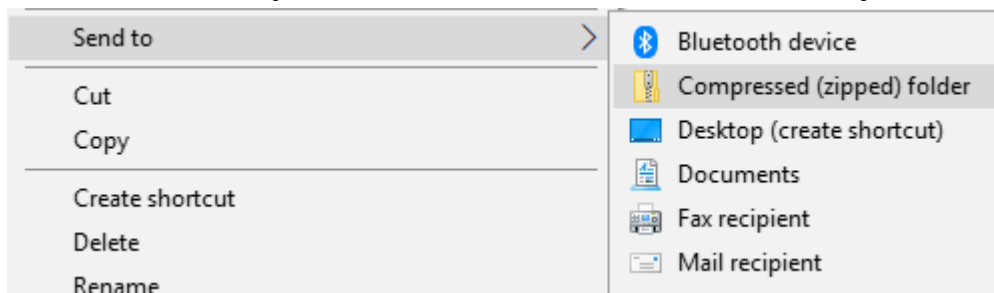 Send to
Cut
Copy
Create shortcut
Delete
Rename
Bluetooth device
Compressed (zipped) folder
Desktop (create shortcut)
Documents
Fax recipient
Mail recipient